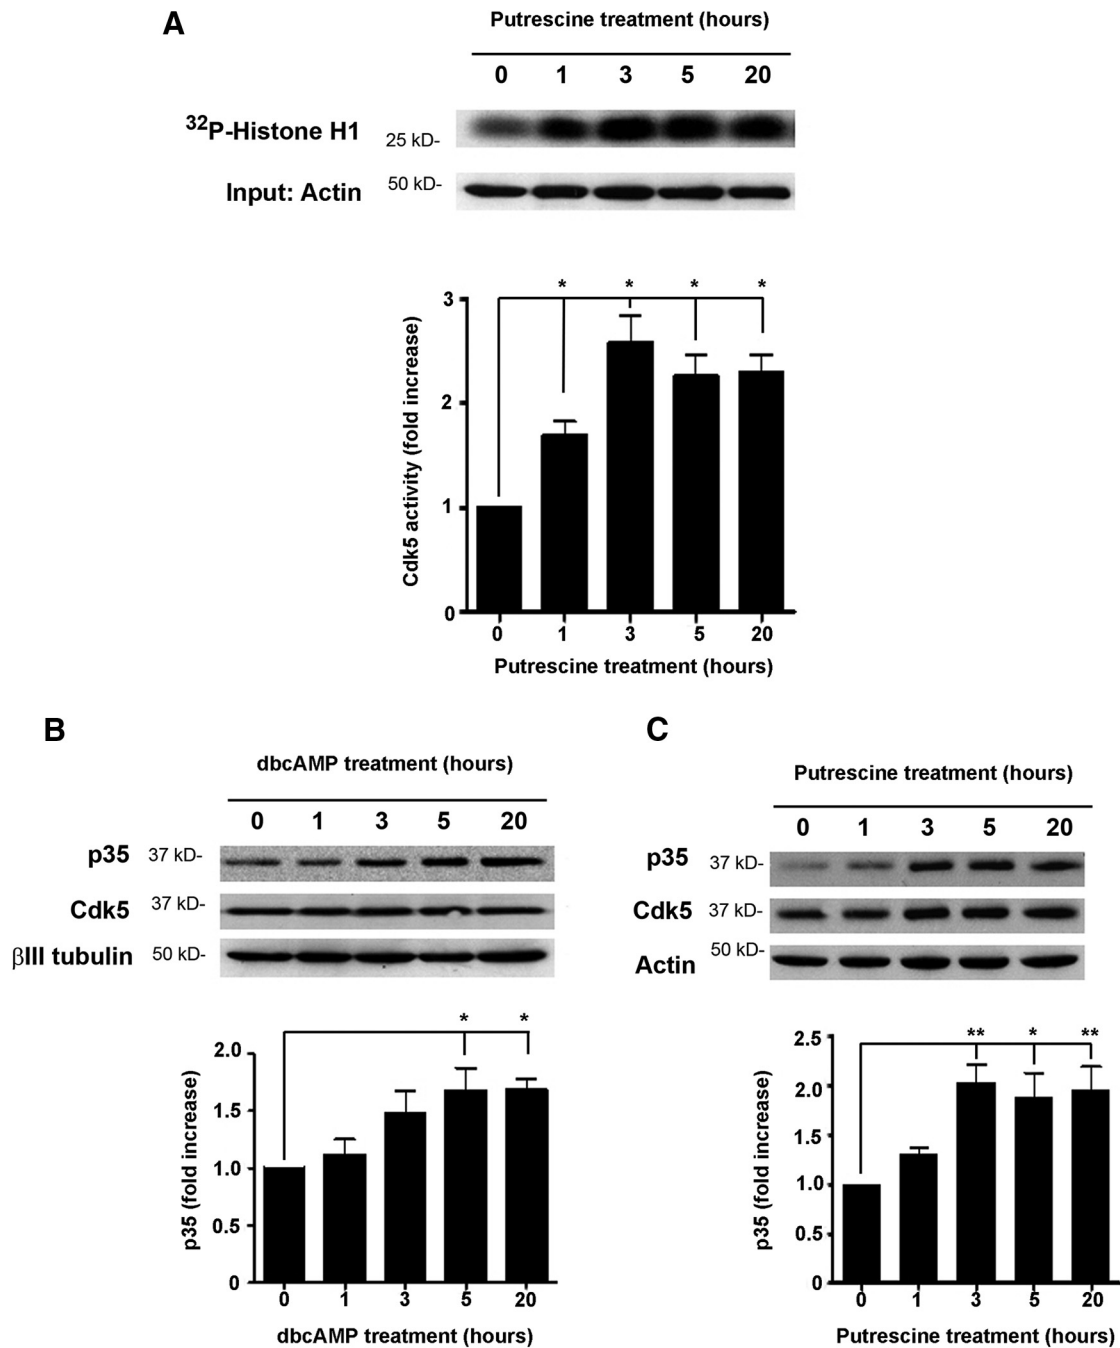 A
Putrescine treatment (hours)
0 1 3 5 20
32P-Histone H1
25 kD-
Input: Actin
50 kD-
* * * *
Cdk5 activity (fold increase)
3
2
1
0
0 1 3 5 20
Putrescine treatment (hours)
B
dbcAMP treatment (hours)
0 1 3 5 20
p35 37 kD-
Cdk5 37 kD-
βIII tubulin 50 kD-
* *
p35 (fold increase)
2.0
1.5
1.0
0.5
0
0 1 3 5 20
dbcAMP treatment (hours)
C
Putrescine treatment (hours)
0 1 3 5 20
p35 37 kD-
Cdk5 37 kD-
Actin 50 kD-
** * **
p35 (fold increase)
2.5
2.0
1.5
1.0
0.5
0
0 1 3 5 20
Putrescine treatment (hours)